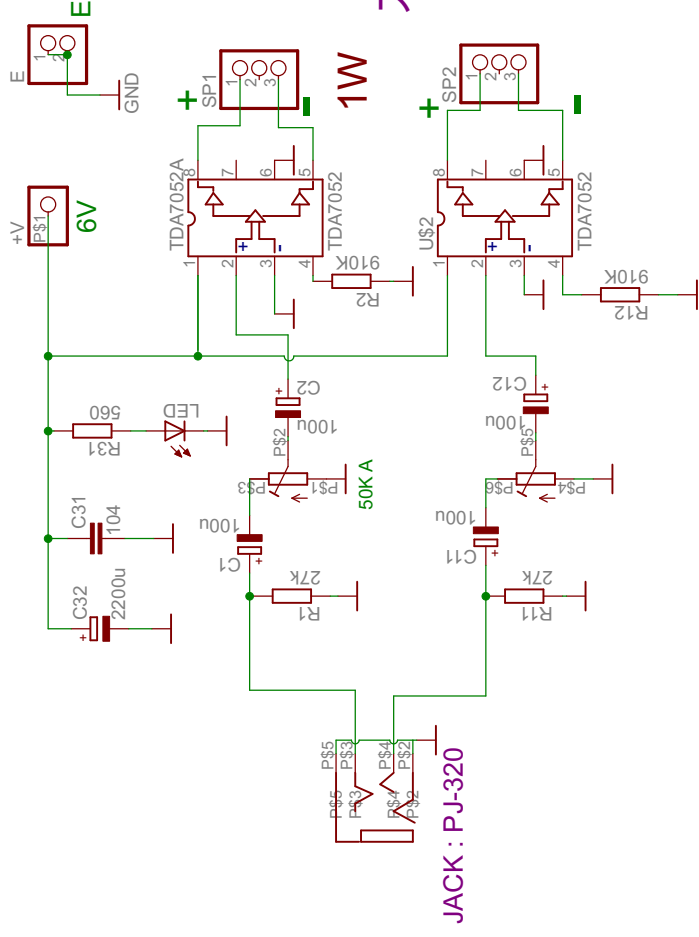 E
1
2
E
GND
+V
P$1
6V
SP1
1
2
3
+
-
1W
TDA7052A
8
7
6
5
1
2
3
4
+
-
TDA7052
R2
910K
SP2
1
2
3
+
-
U$2
8
7
6
5
1
2
3
4
+
-
TDA7052
R12
910K
560
R31
LED
C31
104
C32
2200u
+
C2
+
100u
P$2
P$3
P$1
50K A
100u
C1
+
27k
R1
C12
+
100u
P$5
P$6
P$4
100u
C11
+
27k
R11
P$5
P$3
P$4
P$2
P$5
P$3
P$4
P$2
JACK : PJ-320